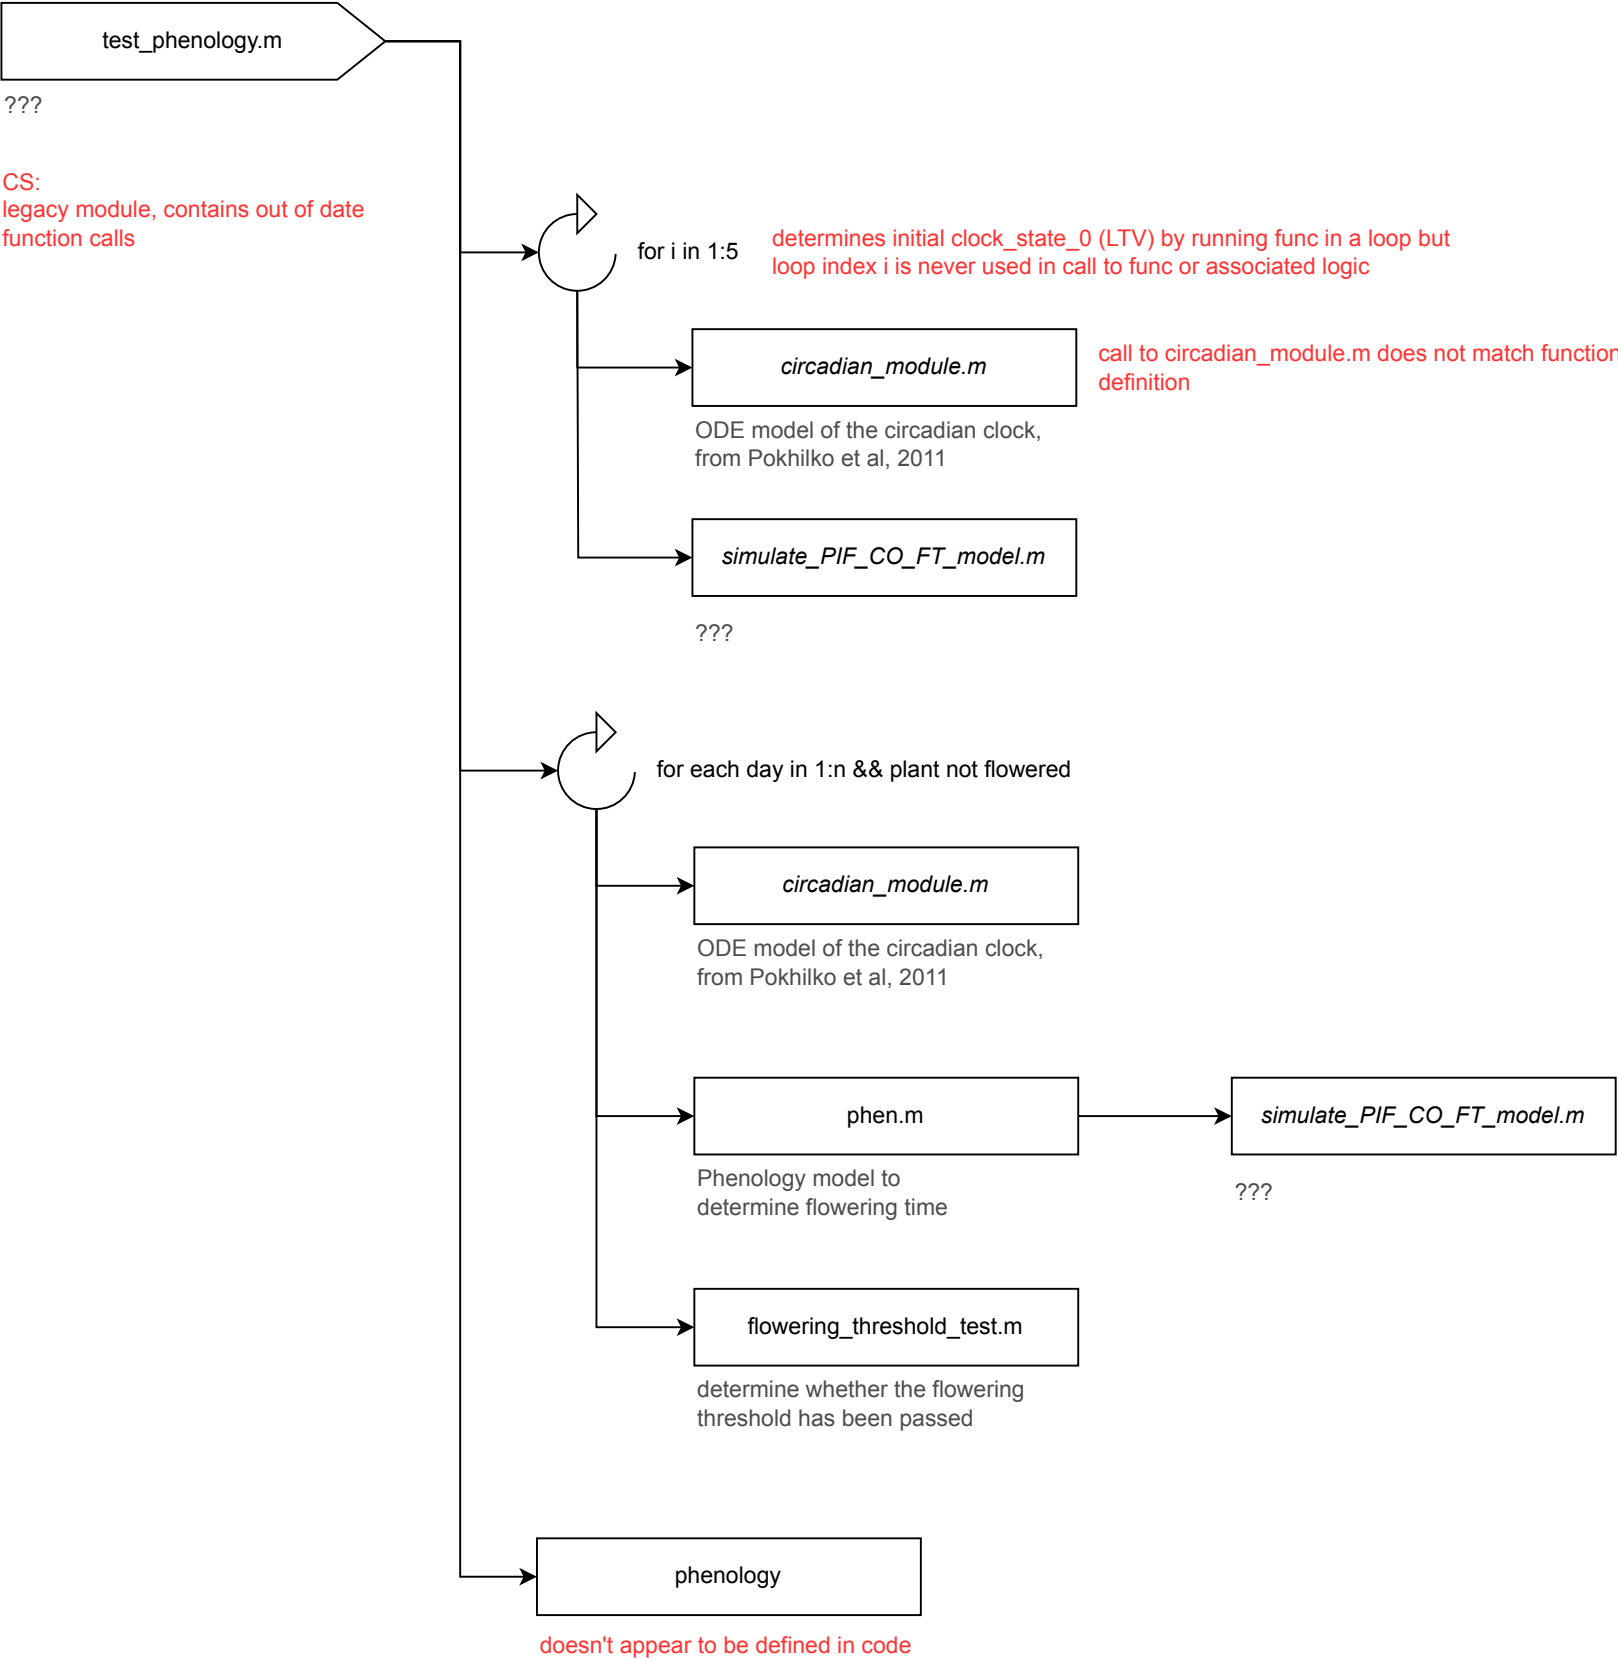 test_phenology.m
???
CS:
legacy module, contains out of date
function calls
for i in 1:5
determines initial clock_state_0 (LTV) by running func in a loop but
loop index i is never used in call to func or associated logic
circadian_module.m
call to circadian_module.m does not match function
definition
ODE model of the circadian clock,
from Pokhilko et al, 2011
simulate_PIF_CO_FT_model.m
???
for each day in 1:n && plant not flowered
circadian_module.m
ODE model of the circadian clock,
from Pokhilko et al, 2011
phen.m
simulate_PIF_CO_FT_model.m
Phenology model to
determine flowering time
???
flowering_threshold_test.m
determine whether the flowering
threshold has been passed
phenology
doesn't appear to be defined in code